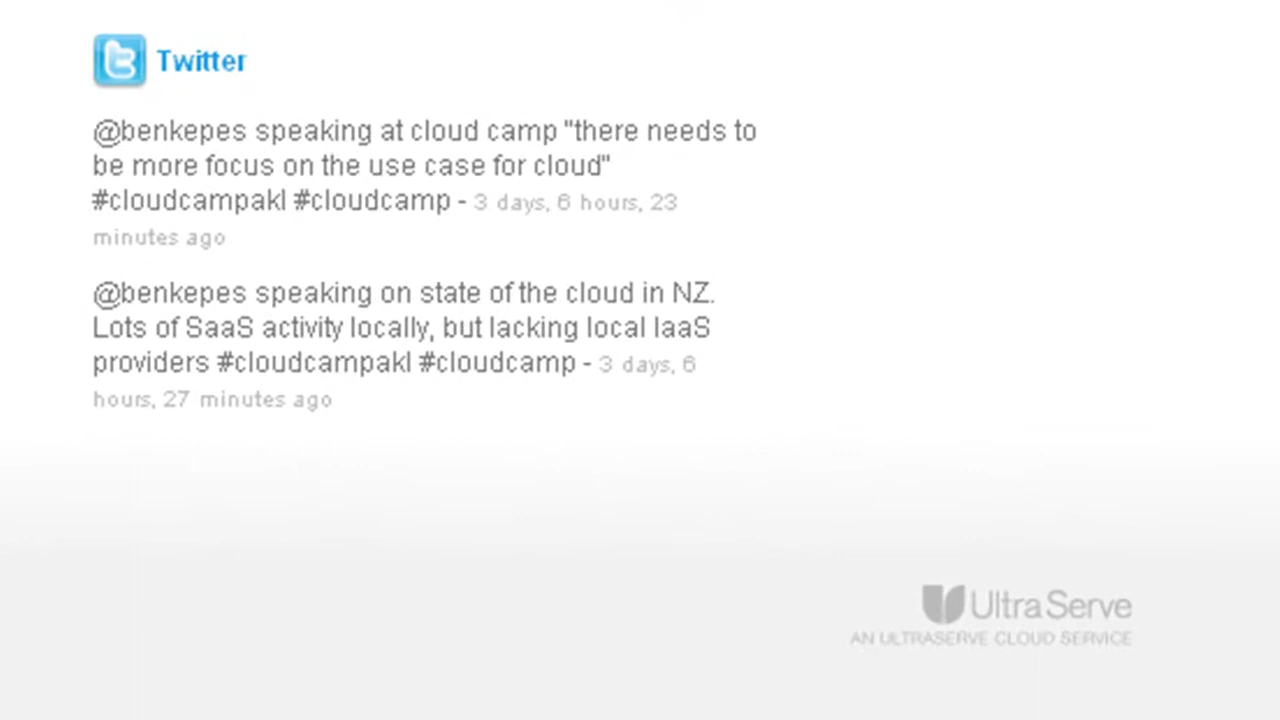 Twitter
@benkepes speaking at cloud camp "there needs to
be more focus on the use case for cloud"
#cloudcampakl #cloudcamp - 3 days, 6 hours, 23
minutes ago
@benkepes speaking on state of the cloud in NZ.
Lots of SaaS activity locally, but lacking local IaaS
providers #cloudcampakl #cloudcamp - 3 days, 6
hours, 27 minutes ago
UltraServe
AN ULTRASERVE CLOUD SERVICE